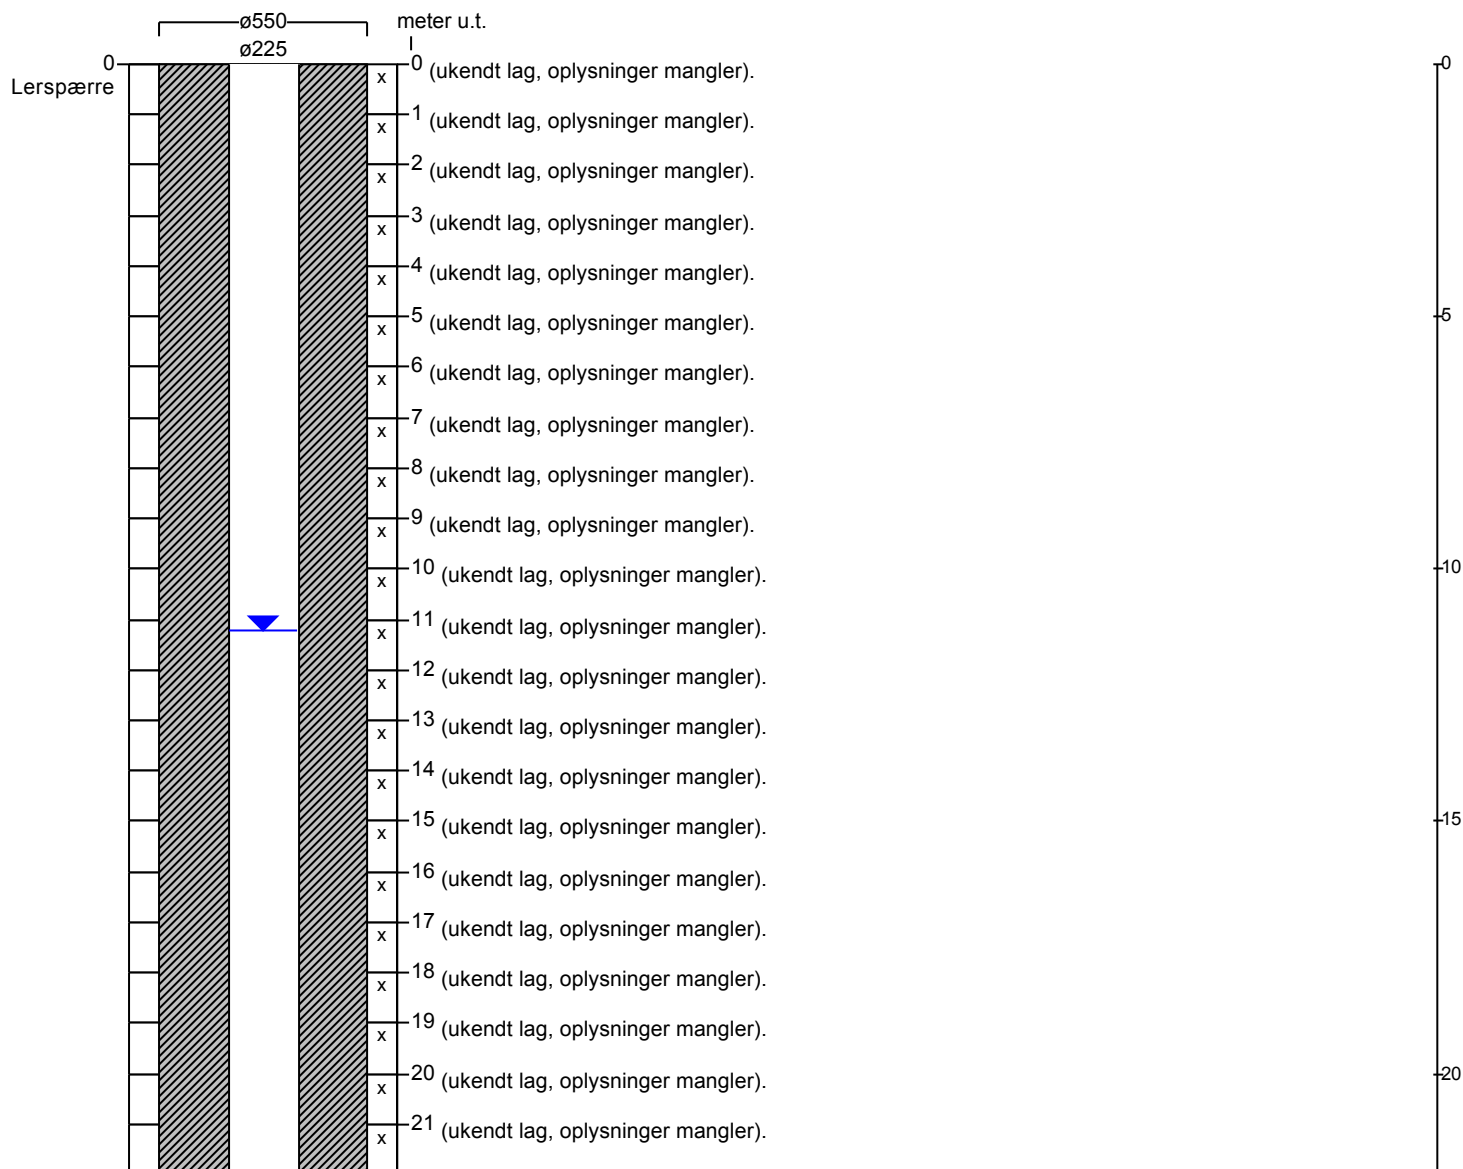 ø550 meter u.t.
ø225
0 0 (ukendt lag, oplysninger mangler). 0
Lerspærre x
1 (ukendt lag, oplysninger mangler).
x
2 (ukendt lag, oplysninger mangler).
x
3 (ukendt lag, oplysninger mangler).
x
4 (ukendt lag, oplysninger mangler).
x
5 (ukendt lag, oplysninger mangler). 5
x
6 (ukendt lag, oplysninger mangler).
x
7 (ukendt lag, oplysninger mangler).
x
8 (ukendt lag, oplysninger mangler).
x
9 (ukendt lag, oplysninger mangler).
x
10 (ukendt lag, oplysninger mangler). 10
x
11 (ukendt lag, oplysninger mangler).
x
12 (ukendt lag, oplysninger mangler).
x
13 (ukendt lag, oplysninger mangler).
x
14 (ukendt lag, oplysninger mangler).
x
15 (ukendt lag, oplysninger mangler). 15
x
16 (ukendt lag, oplysninger mangler).
x
17 (ukendt lag, oplysninger mangler).
x
18 (ukendt lag, oplysninger mangler).
x
19 (ukendt lag, oplysninger mangler).
x
20 (ukendt lag, oplysninger mangler). 20
x
21 (ukendt lag, oplysninger mangler).
x